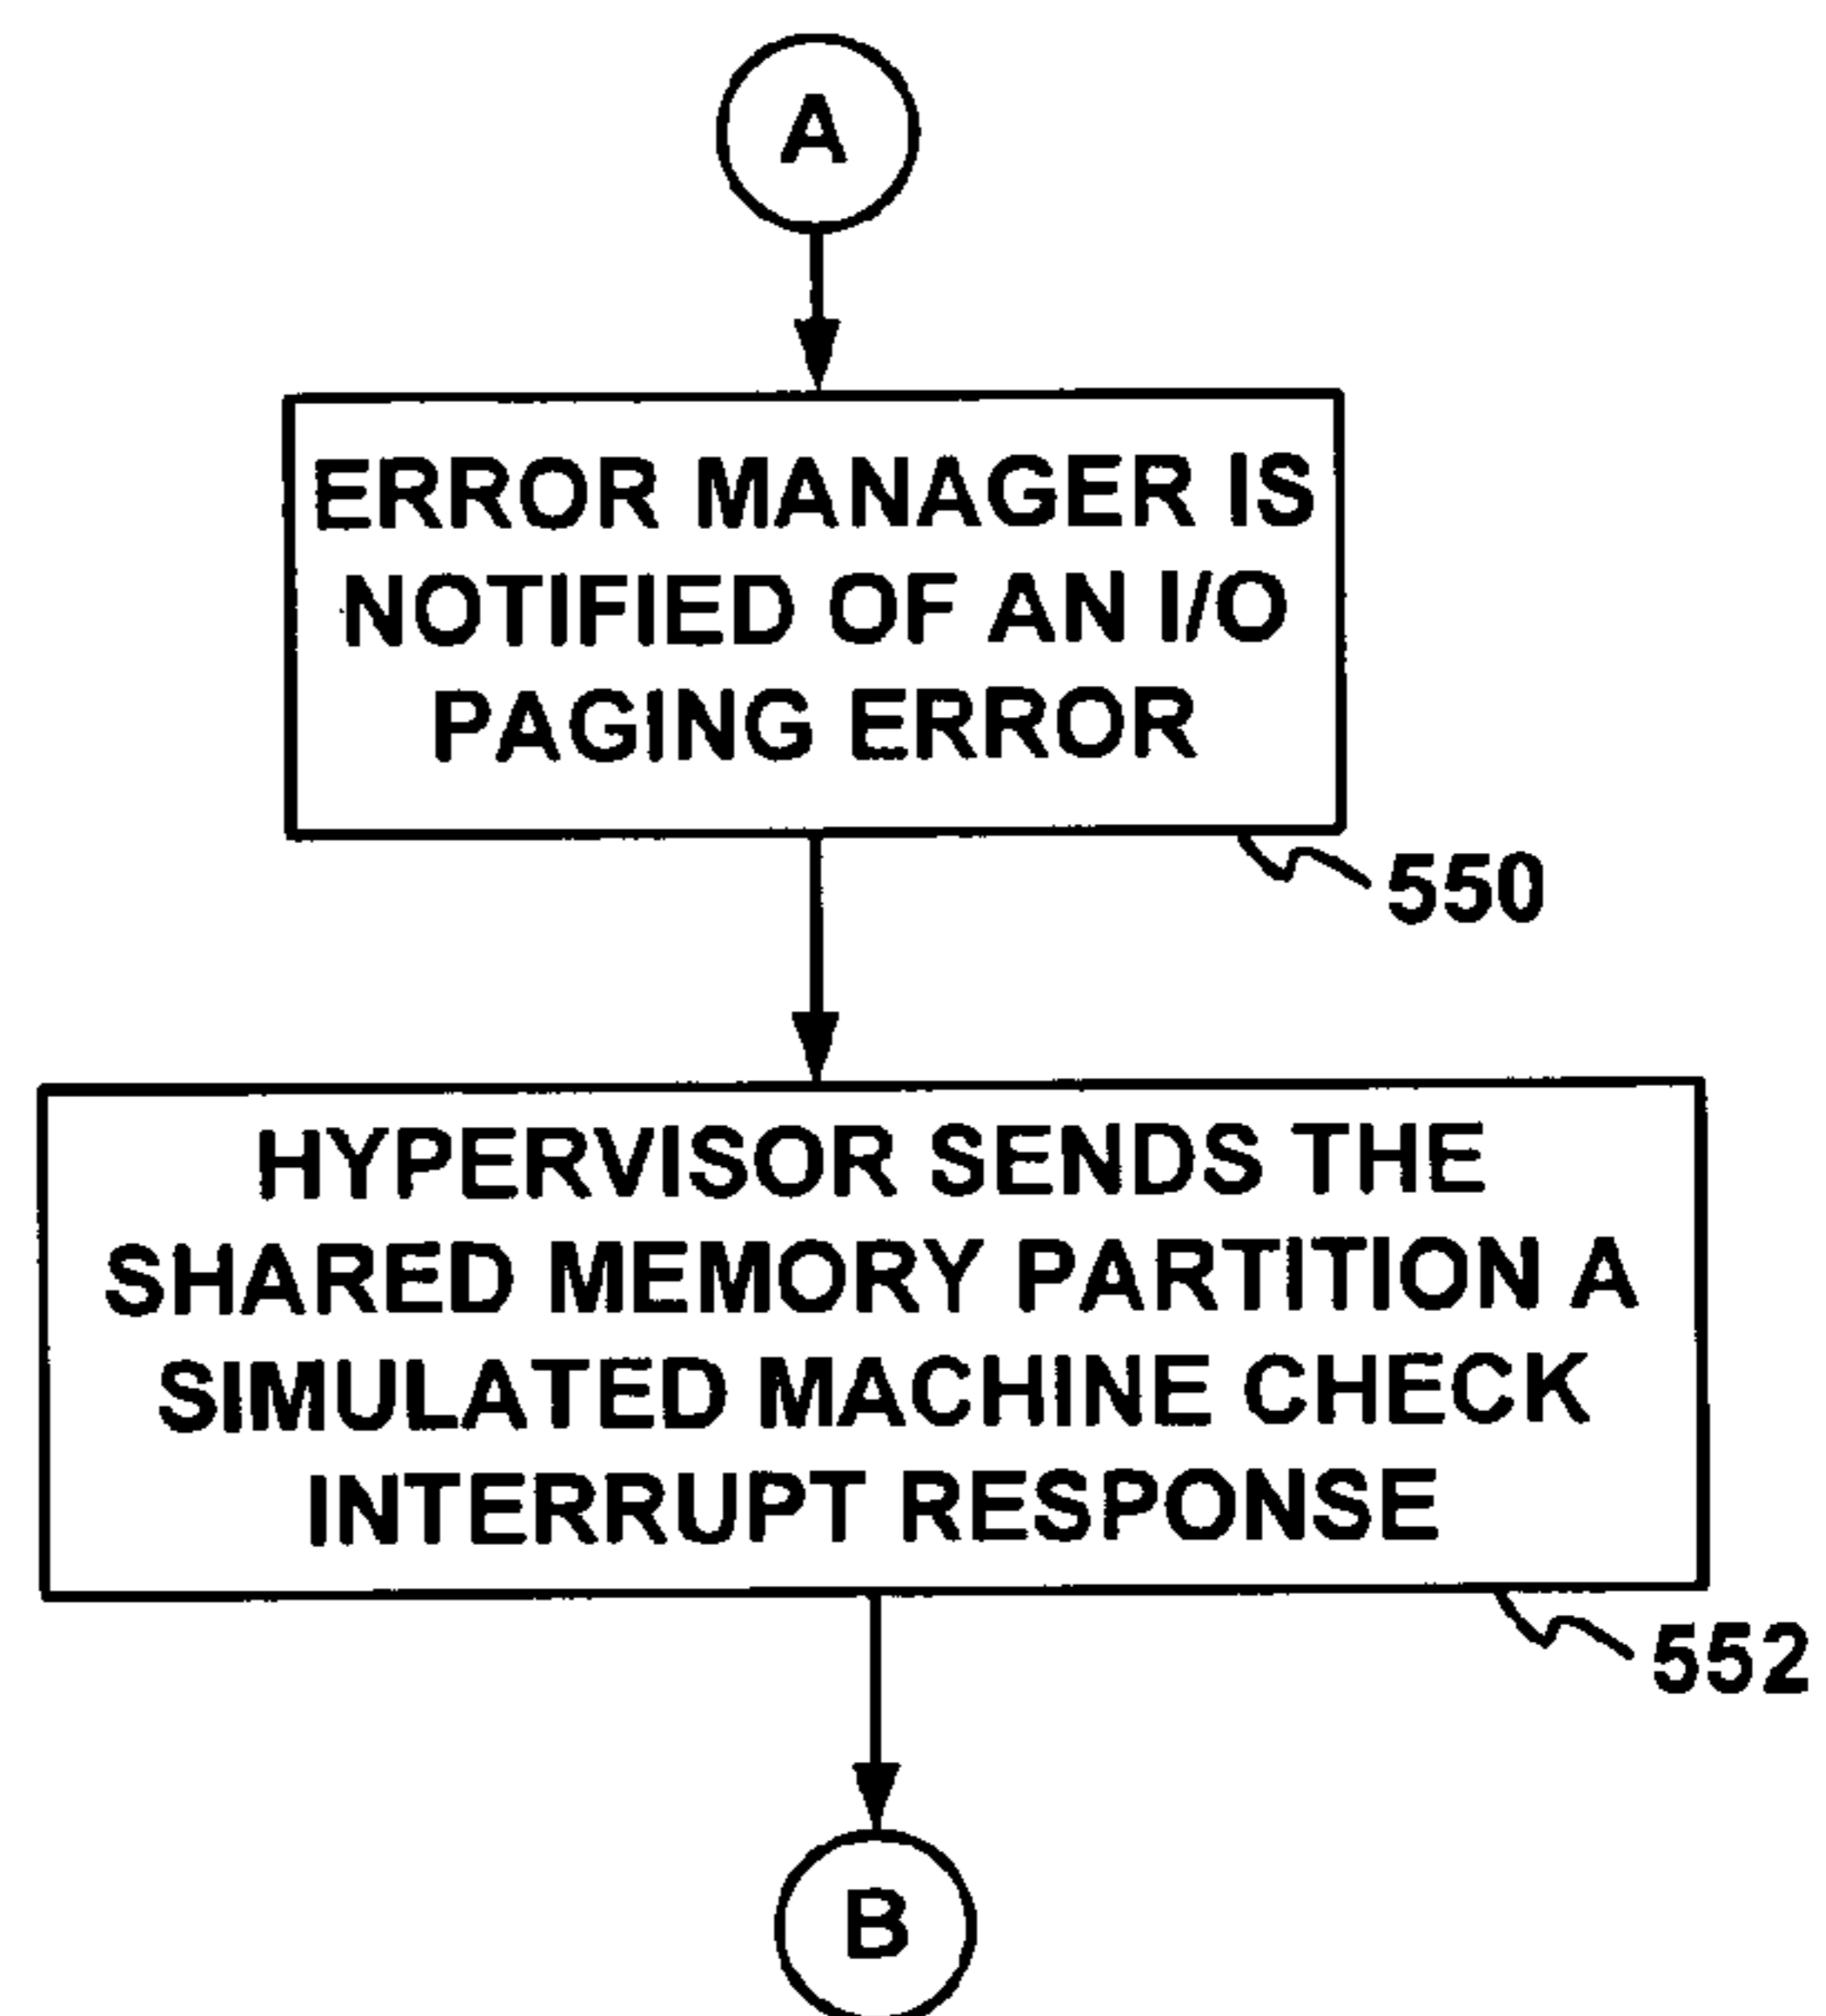 A
ERROR MANAGER IS
NOTIFIED OF AN I/O
PAGING ERROR
550
HYPERVISOR SENDS THE
SHARED MEMORY PARTITION A
SIMULATED MACHINE CHECK
INTERRUPT RESPONSE
552
B